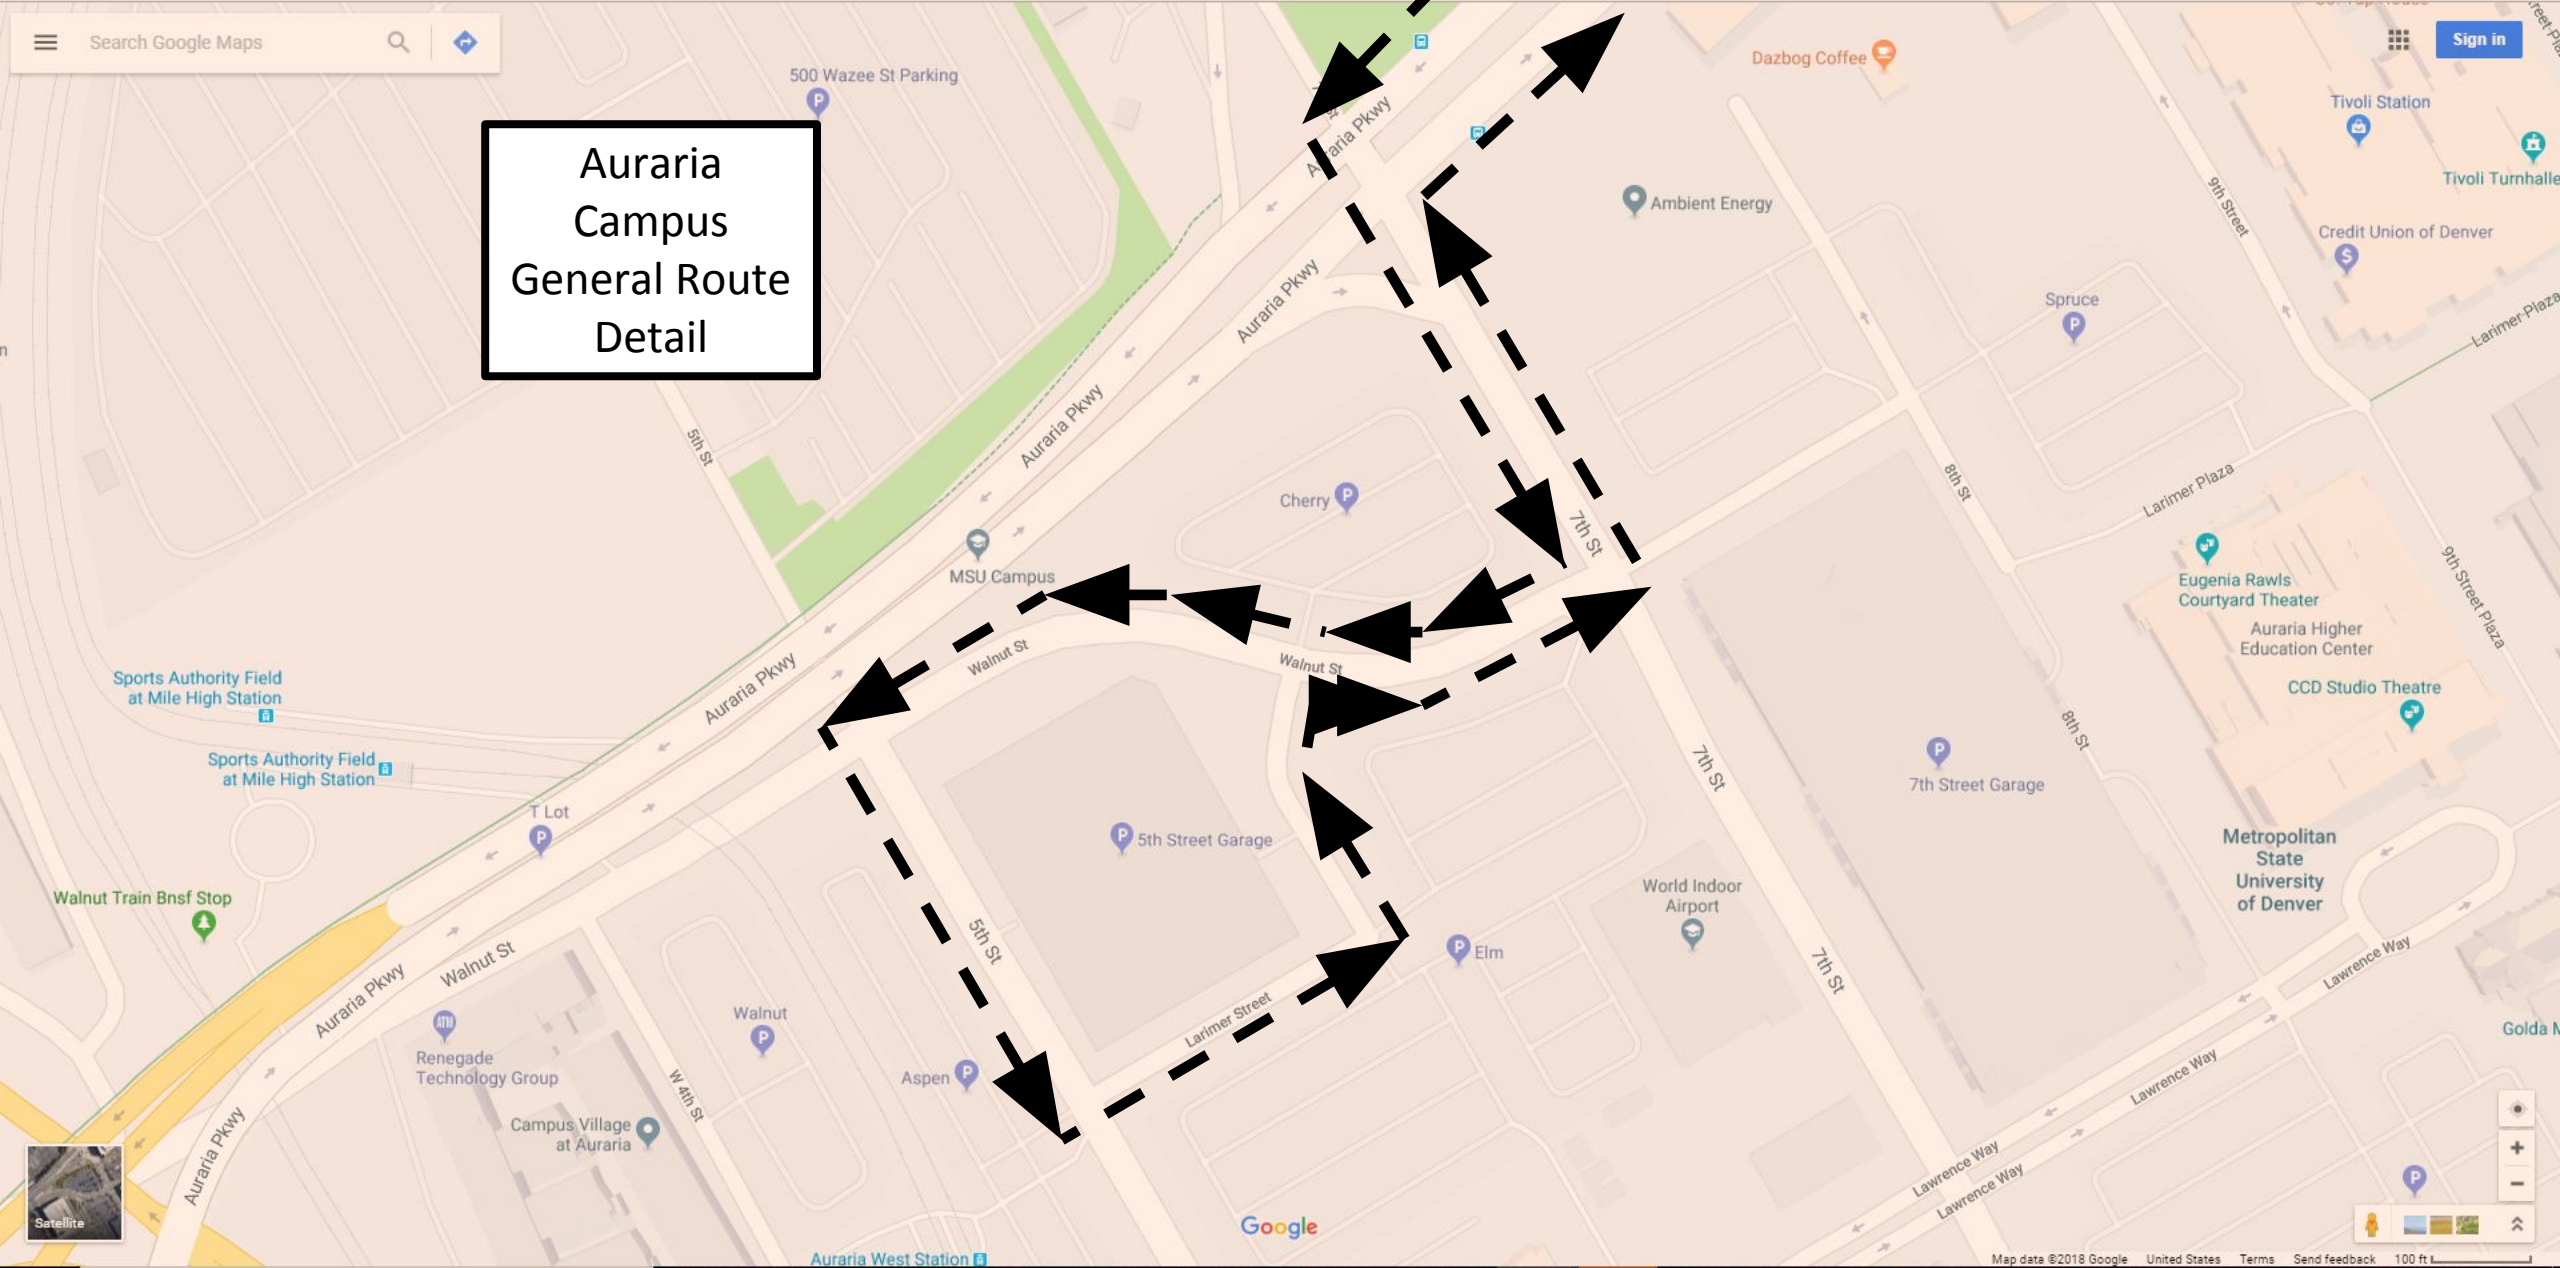 Search Google Maps
Sign in
Auraria
Campus
General Route
Detail
500 Wazee St Parking
Dazbog Coffee
Tivoli Station
Tivoli Turnhalle
Auraria Pkwy
Ambient Energy
9th Street
Credit Union of Denver
Spruce
Larimer Plaza
Auraria Pkwy
5th St
Auraria Pkwy
Cherry
7th St
8th St
Larimer Plaza
MSU Campus
Eugenia Rawls
Courtyard Theater
9th Street Plaza
Auraria Higher
Education Center
Walnut St
Walnut St
Sports Authority Field
at Mile High Station
Auraria Pkwy
CCD Studio Theatre
8th St
Sports Authority Field
at Mile High Station
7th St
7th Street Garage
T Lot
5th Street Garage
Metropolitan
State
University
of Denver
Walnut Train Bnsf Stop
World Indoor
Airport
5th St
Elm
Walnut St
Auraria Pkwy
7th St
Lawrence Way
Larimer Street
Walnut
ATM
Renegade
Technology Group
Aspen
W 4th St
Lawrence Way
Campus Village
at Auraria
Auraria Pkwy
Lawrence Way
Lawrence Way
Satellite
Google
Auraria West Station
Map data ©2018 Google United States Terms Send feedback 100 ft